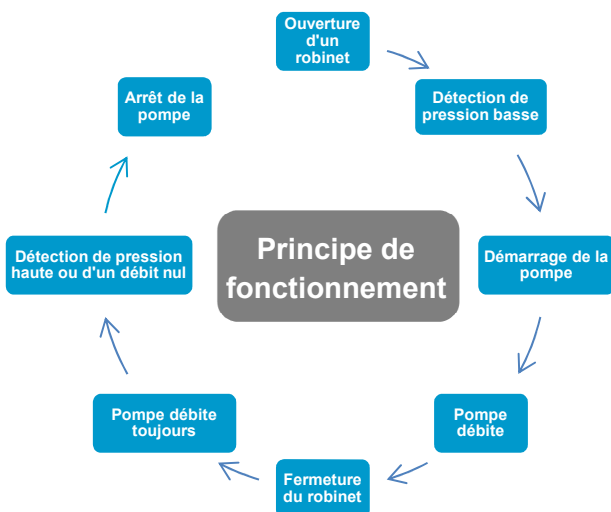 Ouverture
d'un
robinet
Détection de
pression basse
Démarrage de la
pompe
Pompe
débite
Fermeture
du robinet
Pompe débite
toujours
Détection de pression
haute ou d'un débit nul
Arrêt de la
pompe
Principe de
fonctionnement